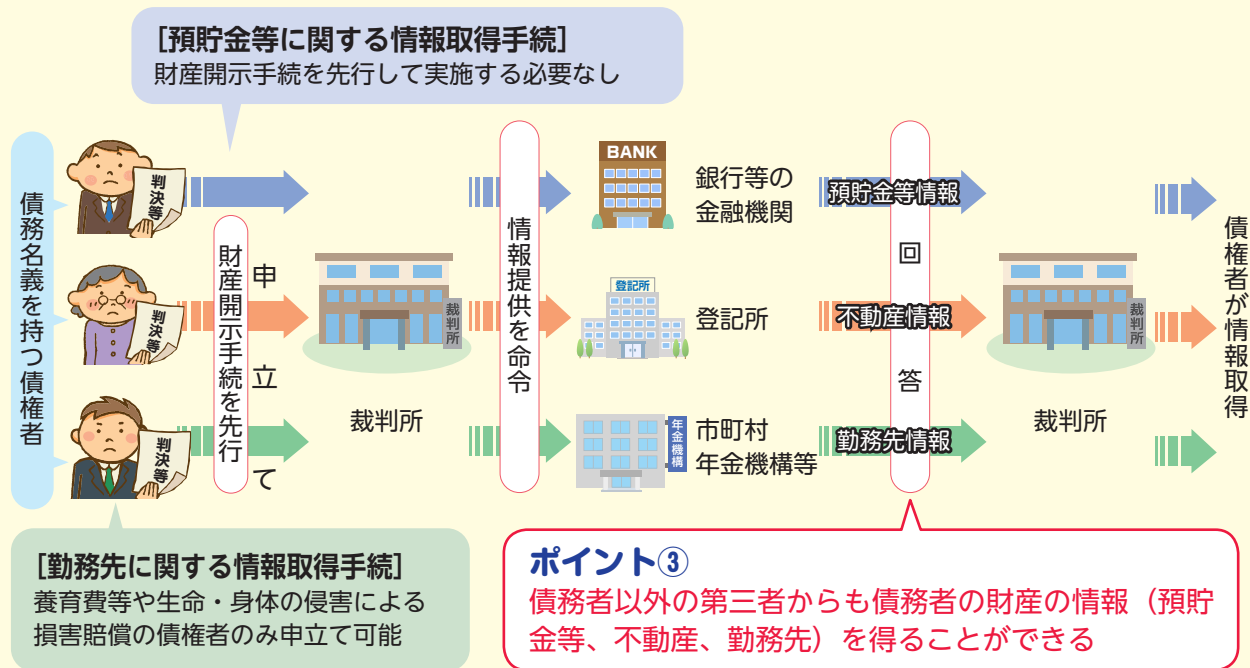 [預貯金等に関する情報取得手続]
財産開示手続を先行して実施する必要なし
債務名義を持つ債権者
判決等
判決等
判決等
財産開示手続を先行
申立て
裁判所
裁判所
情報提供を命令
BANK
銀行等の
金融機関
登記所
登記所
年金機構
市町村
年金機構等
預貯金等情報
不動産情報
勤務先情報
回答
裁判所
裁判所
債権者が情報取得
[勤務先に関する情報取得手続]
養育費等や生命・身体の侵害による
損害賠償の債権者のみ申立て可能
ポイント③
債務者以外の第三者からも債務者の財産の情報（預貯
金等、不動産、勤務先）を得ることができる